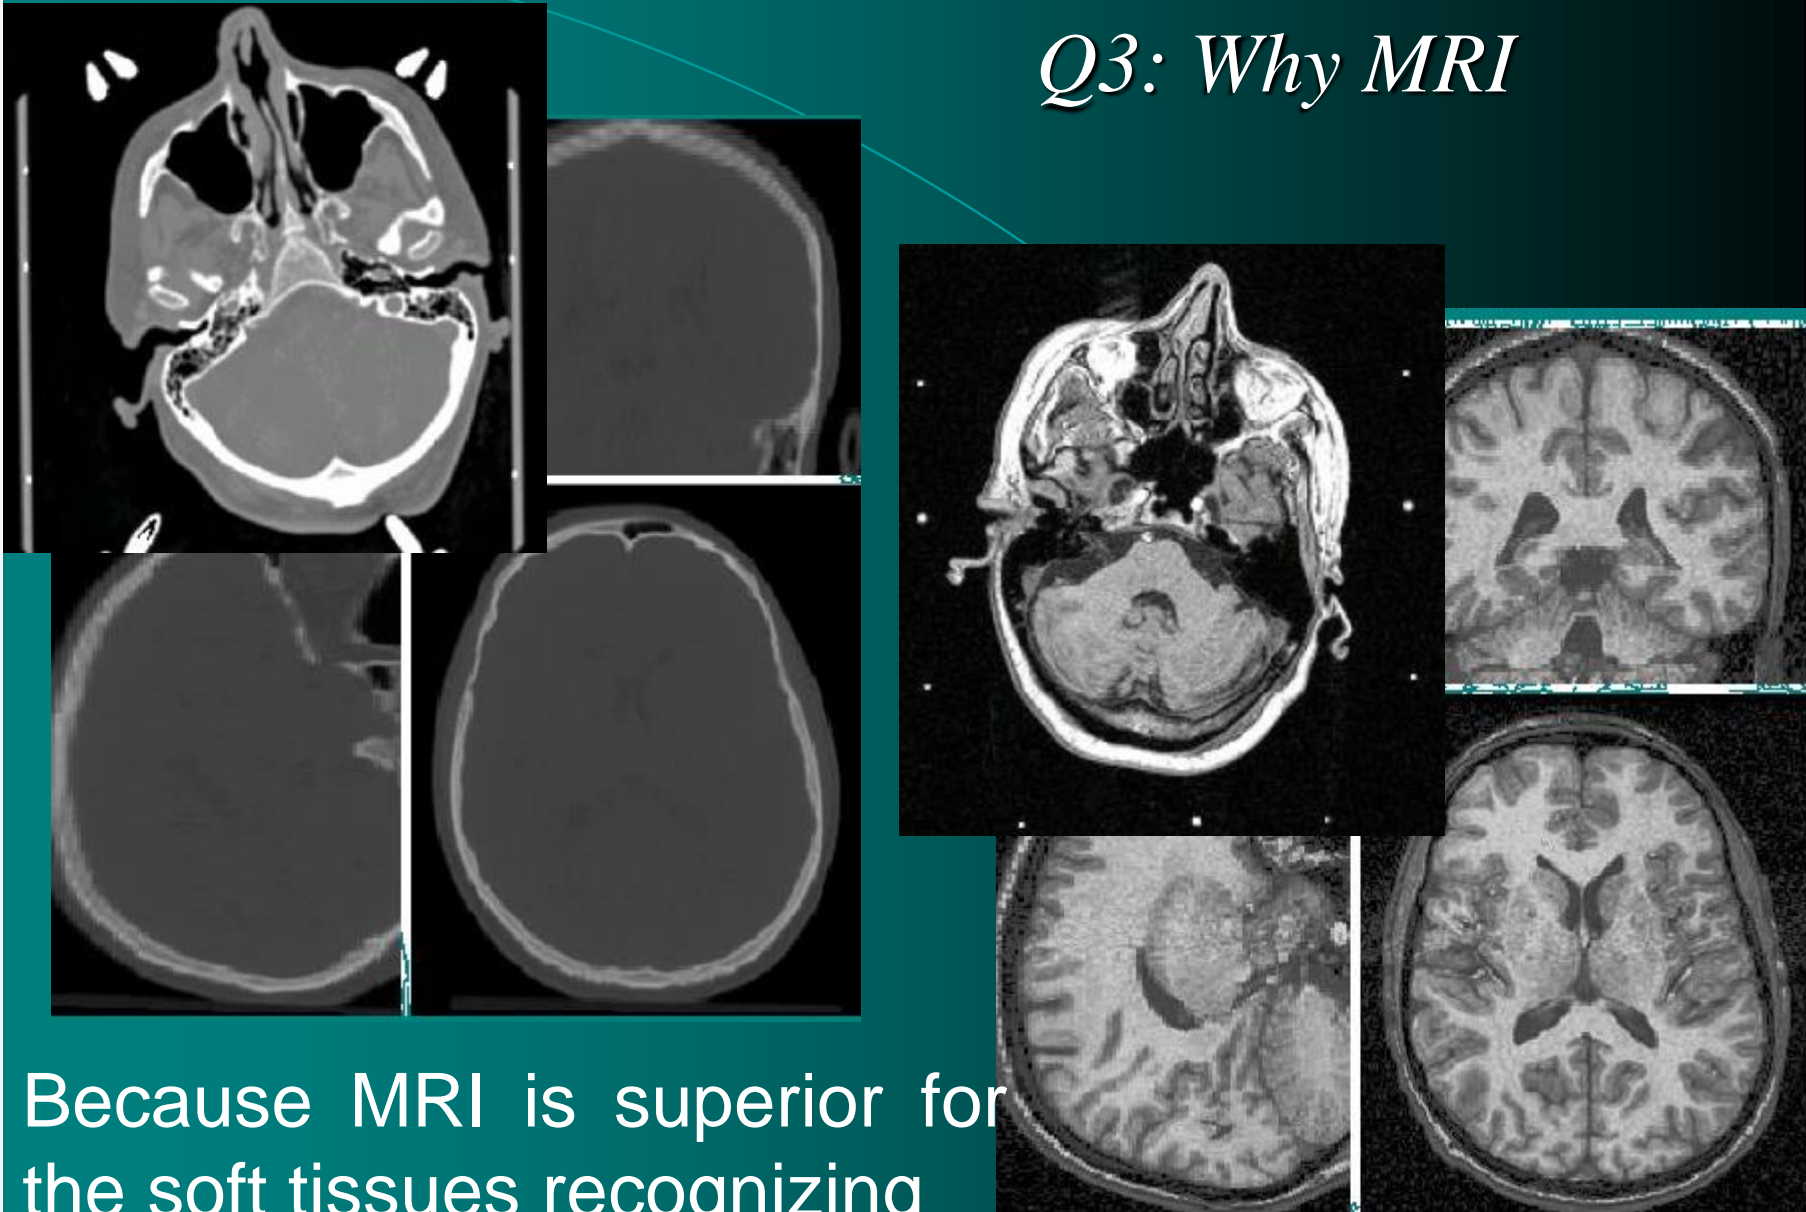 Q3: Why MRI
Because MRI is superior for
the soft tissues recognizing